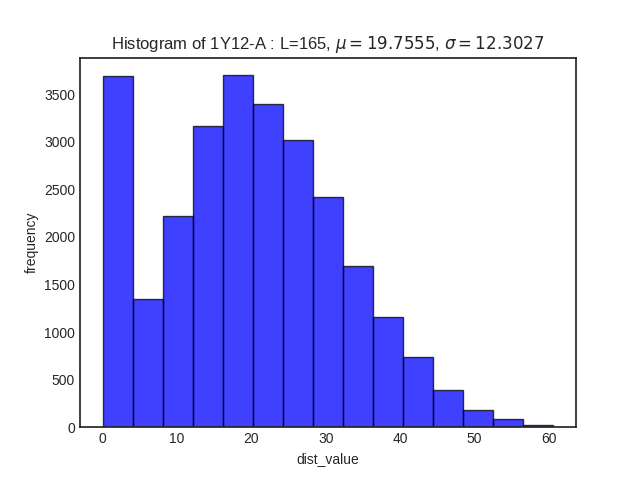 Histogram of 1Y12-A : L=165, μ = 19.7555, σ = 12.3027
3500
3000
2500
2000
1500
1000
500
0
frequency
0 10 20 30 40 50 60
dist_value